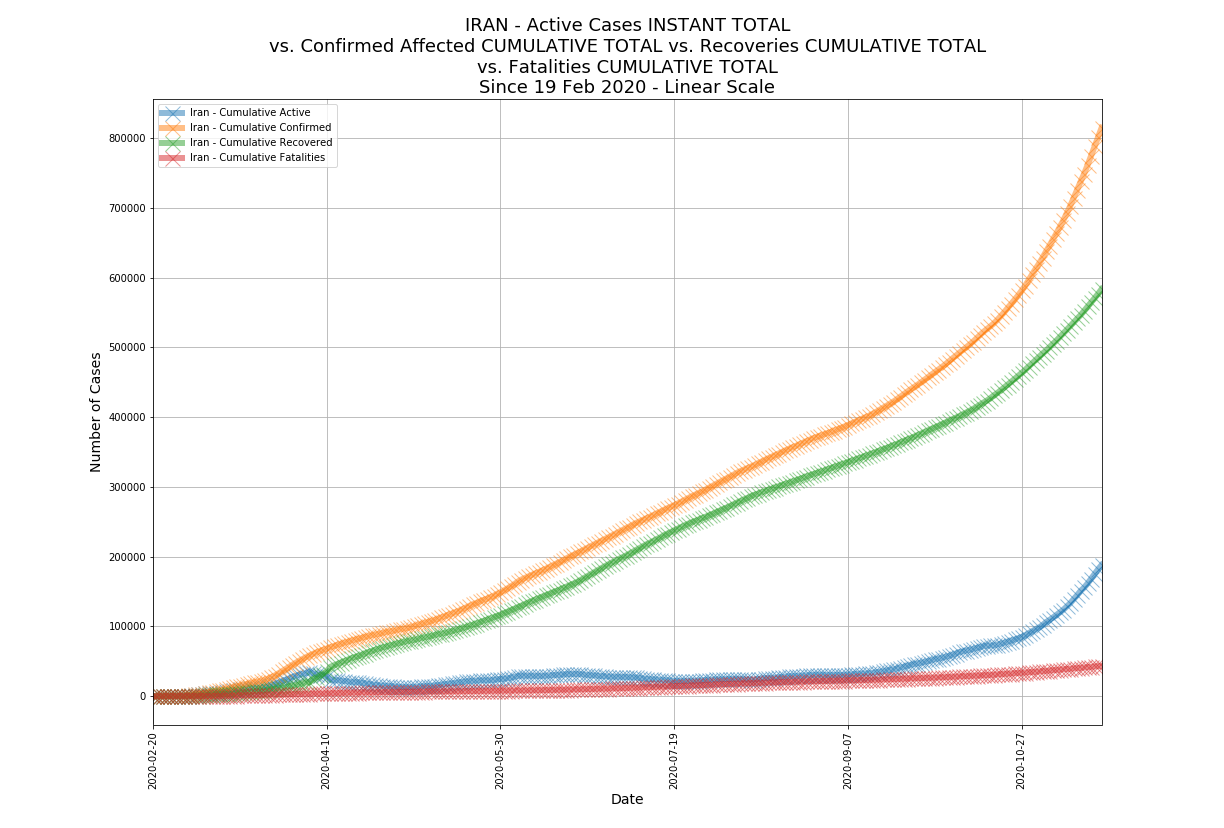 IRAN - Active Cases INSTANT TOTAL
vs. Confirmed Affected CUMULATIVE TOTAL vs. Recoveries CUMULATIVE TOTAL
vs. Fatalities CUMULATIVE TOTAL
Since 19 Feb 2020 - Linear Scale
Iran - Cumulative Active
Iran - Cumulative Confirmed
Iran - Cumulative Recovered
Iran - Cumulative Fatalities
Number of Cases
800000
700000
600000
500000
400000
300000
200000
100000
0
2020-02-20
2020-04-10
2020-05-30
2020-07-19
2020-09-07
2020-10-27
Date